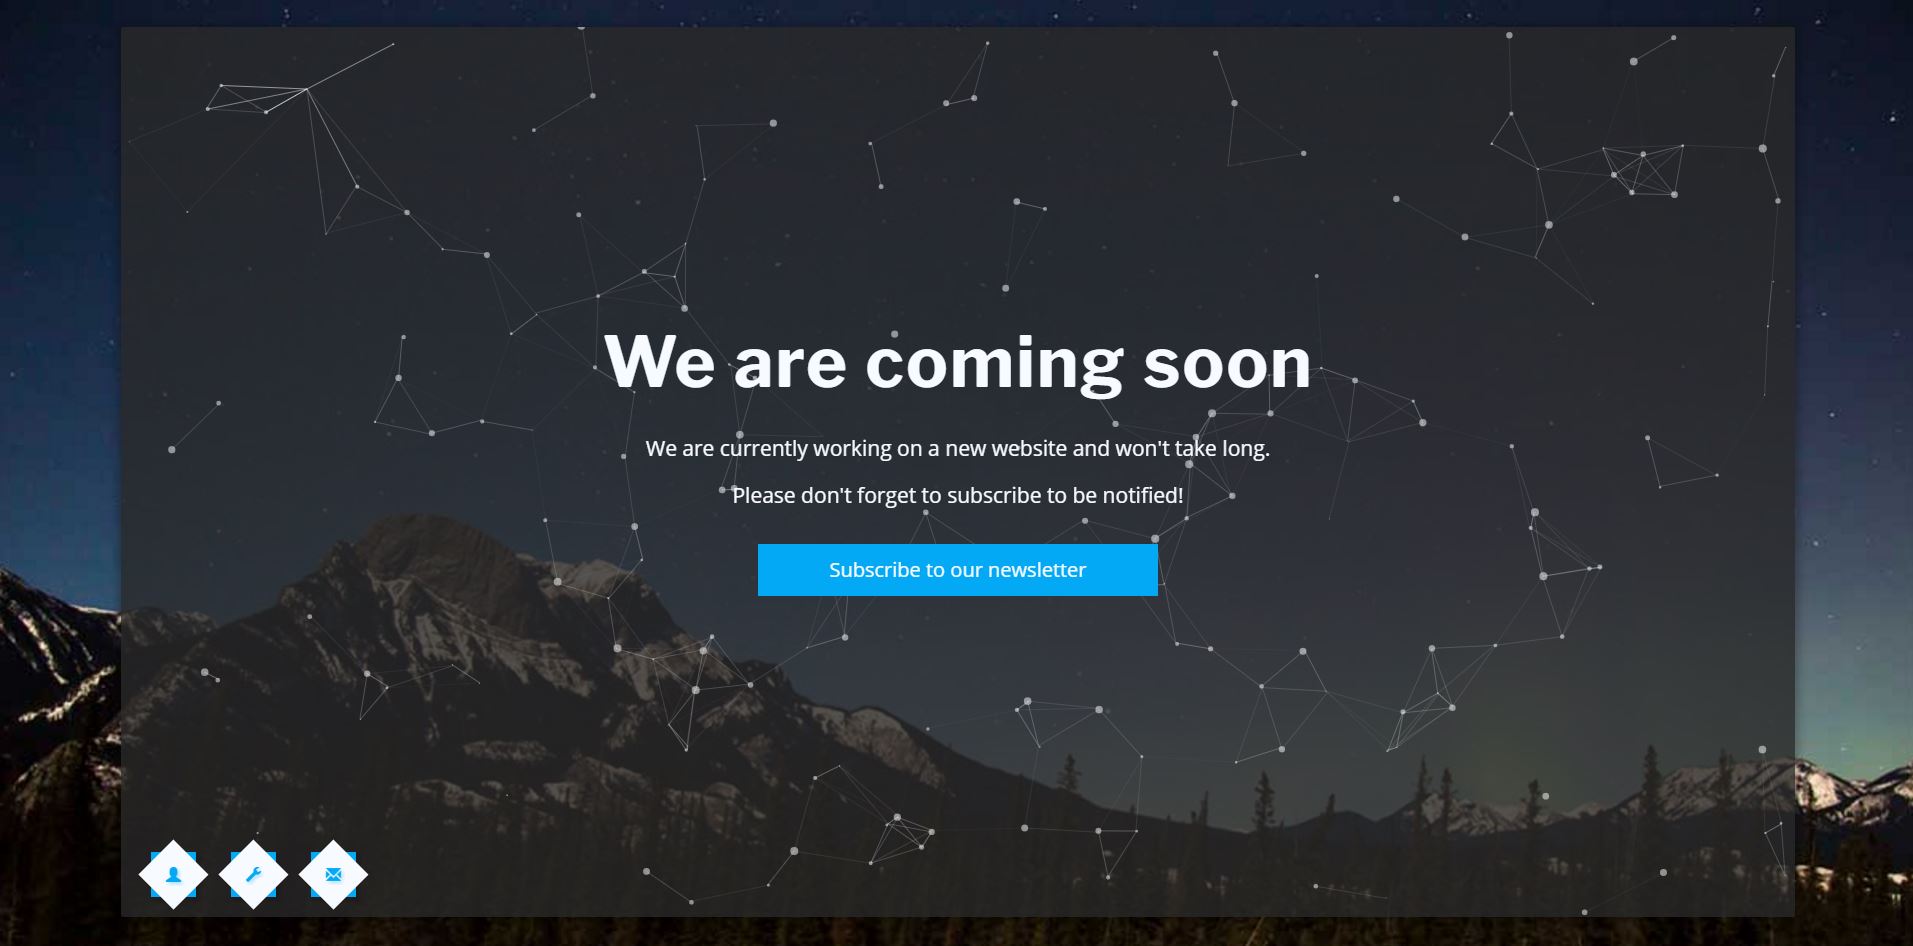 We are coming soon
We are currently working on a new website and won't take long.
Please don't forget to subscribe to be notified!
Subscribe to our newsletter